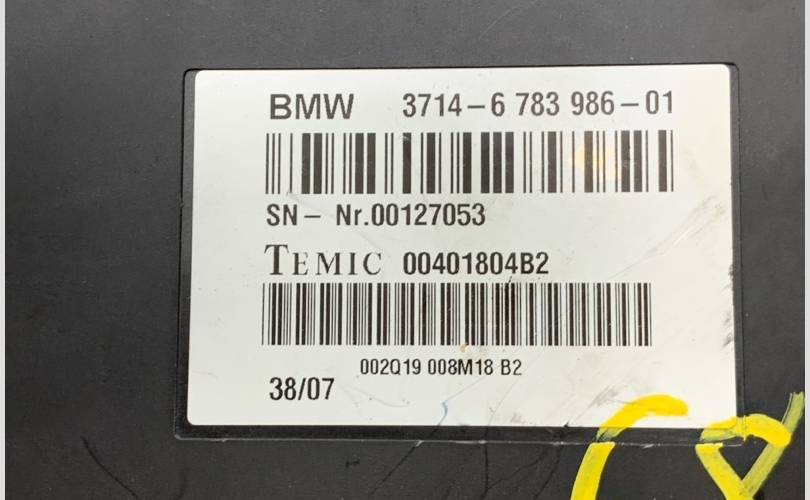 BMW 3714-6 783 986-01
SN- Nr.00127053
TEMIC 00401804B2
002Q19 008M18 B2
38/07